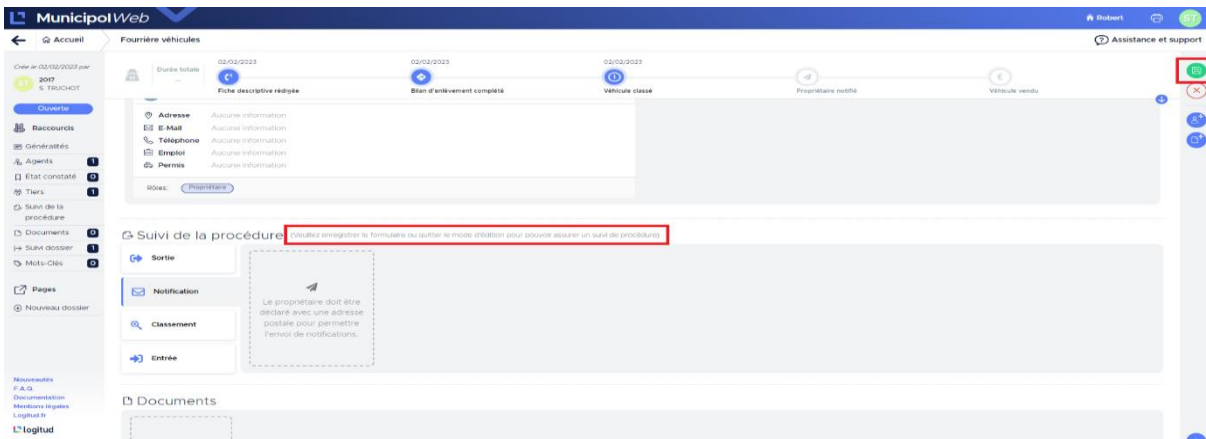 MunicipolWeb
Robert
ST
Accueil
Fourrière véhicules
Assistance et support
Créé le 02/02/2023 par
2017
S. TRUCHOT
Ouverte
Raccourcis
Généralités
Agents 1
État constaté 0
Tiers 1
Suivi de la
procédure
Documents 0
Suivi dossier 1
Mots-Clés 0
Pages
Nouveau dossier
Nouveautés
F.A.Q.
Documentation
Mentions légales
Logitud.fr
logitud
Durée totale
...
02/02/2023
Fiche descriptive rédigée
02/02/2023
Bilan d'enlèvement complété
02/02/2023
Véhicule classé
Propriétaire notifié
Véhicule vendu
Adresse Aucune information
E-Mail Aucune information
Téléphone Aucune information
Emploi Aucune information
Permis Aucune information
Rôles: Propriétaire
Suivi de la procédure (Veuillez enregistrer le formulaire ou quitter le mode d'édition pour pouvoir assurer un suivi de procédure)
Sortie
Notification
Classement
Entrée
Le propriétaire doit être
déclaré avec une adresse
postale pour permettre
l'envoi de notifications.
Documents